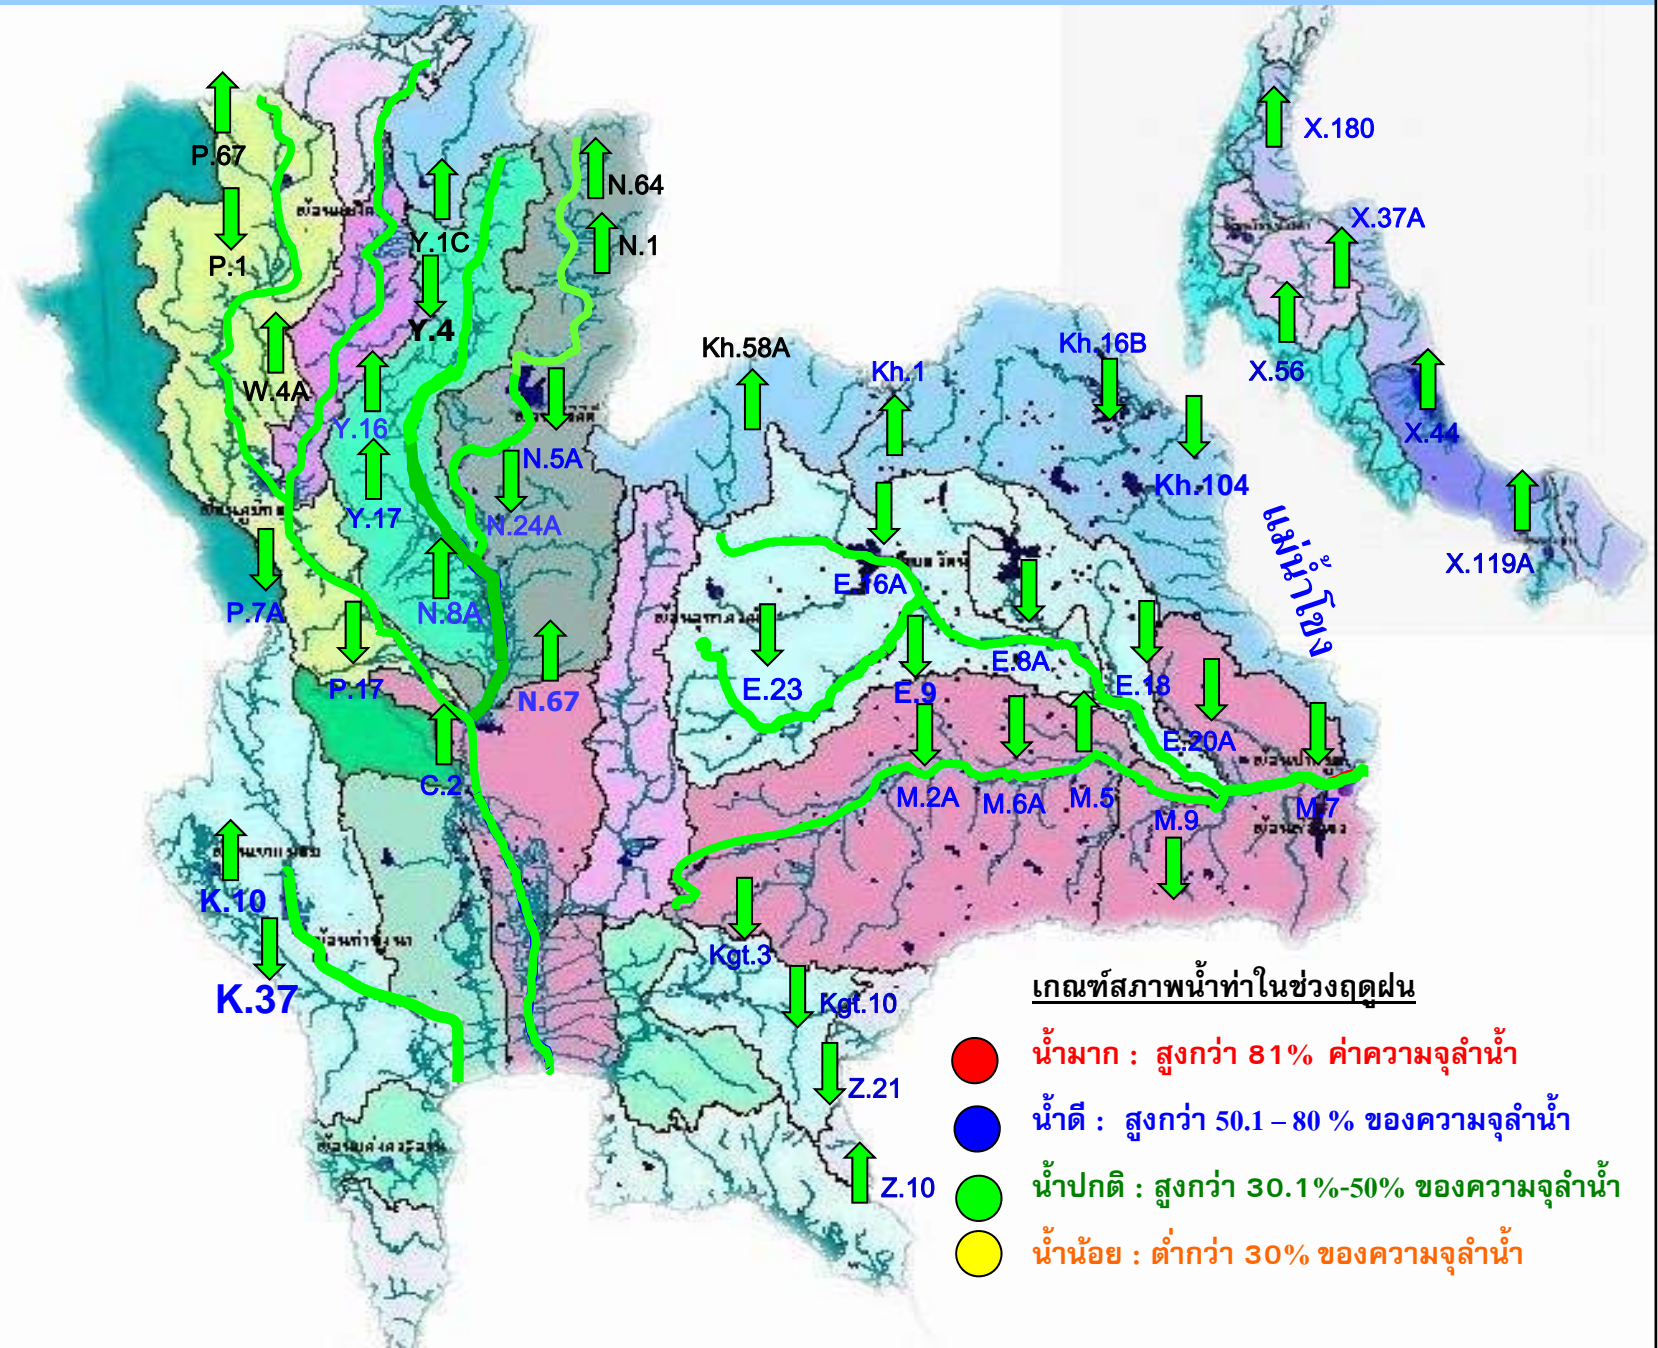 X.180
P.67
N.64
X.37A
Y.1C
N.1
P.1
Y.4
Kh.58A
Kh.16B
Kh.1
X.56
W.4A
Y.16
X.44
N.5A
Kh.104
Y.17
N.24A
แม่น้ำโขง
X.119A
E.16A
P.7A
N.8A
E.8A
P.17
N.67
E.23
E.9
E.18
E.20A
C.2
M.2A
M.6A
M.5
M.9
M.7
K.10
Kgt.3
K.37
Kgt.10
Z.21
Z.10
เกณฑ์สภาพน้ำท่าในช่วงฤดูฝน
น้ำมาก : สูงกว่า 81% ค่าความจุลำน้ำ
น้ำดี : สูงกว่า 50.1 – 80 % ของความจุลำน้ำ
น้ำปกติ : สูงกว่า 30.1%-50% ของความจุลำน้ำ
น้ำน้อย : ต่ำกว่า 30% ของความจุลำน้ำ